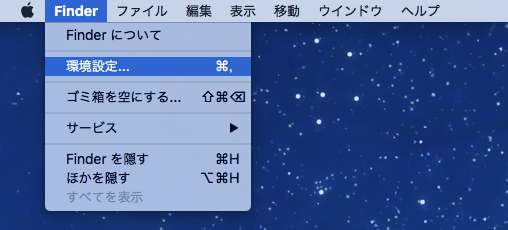 Finder ファイル 編集 表示 移動 ウインドウ ヘルプ
Finder について
環境設定... ⌘,
ゴミ箱を空にする... ⇧⌘⌫
サービス ▶
Finder を隠す ⌘H
ほかを隠す ⌥⌘H
すべてを表示